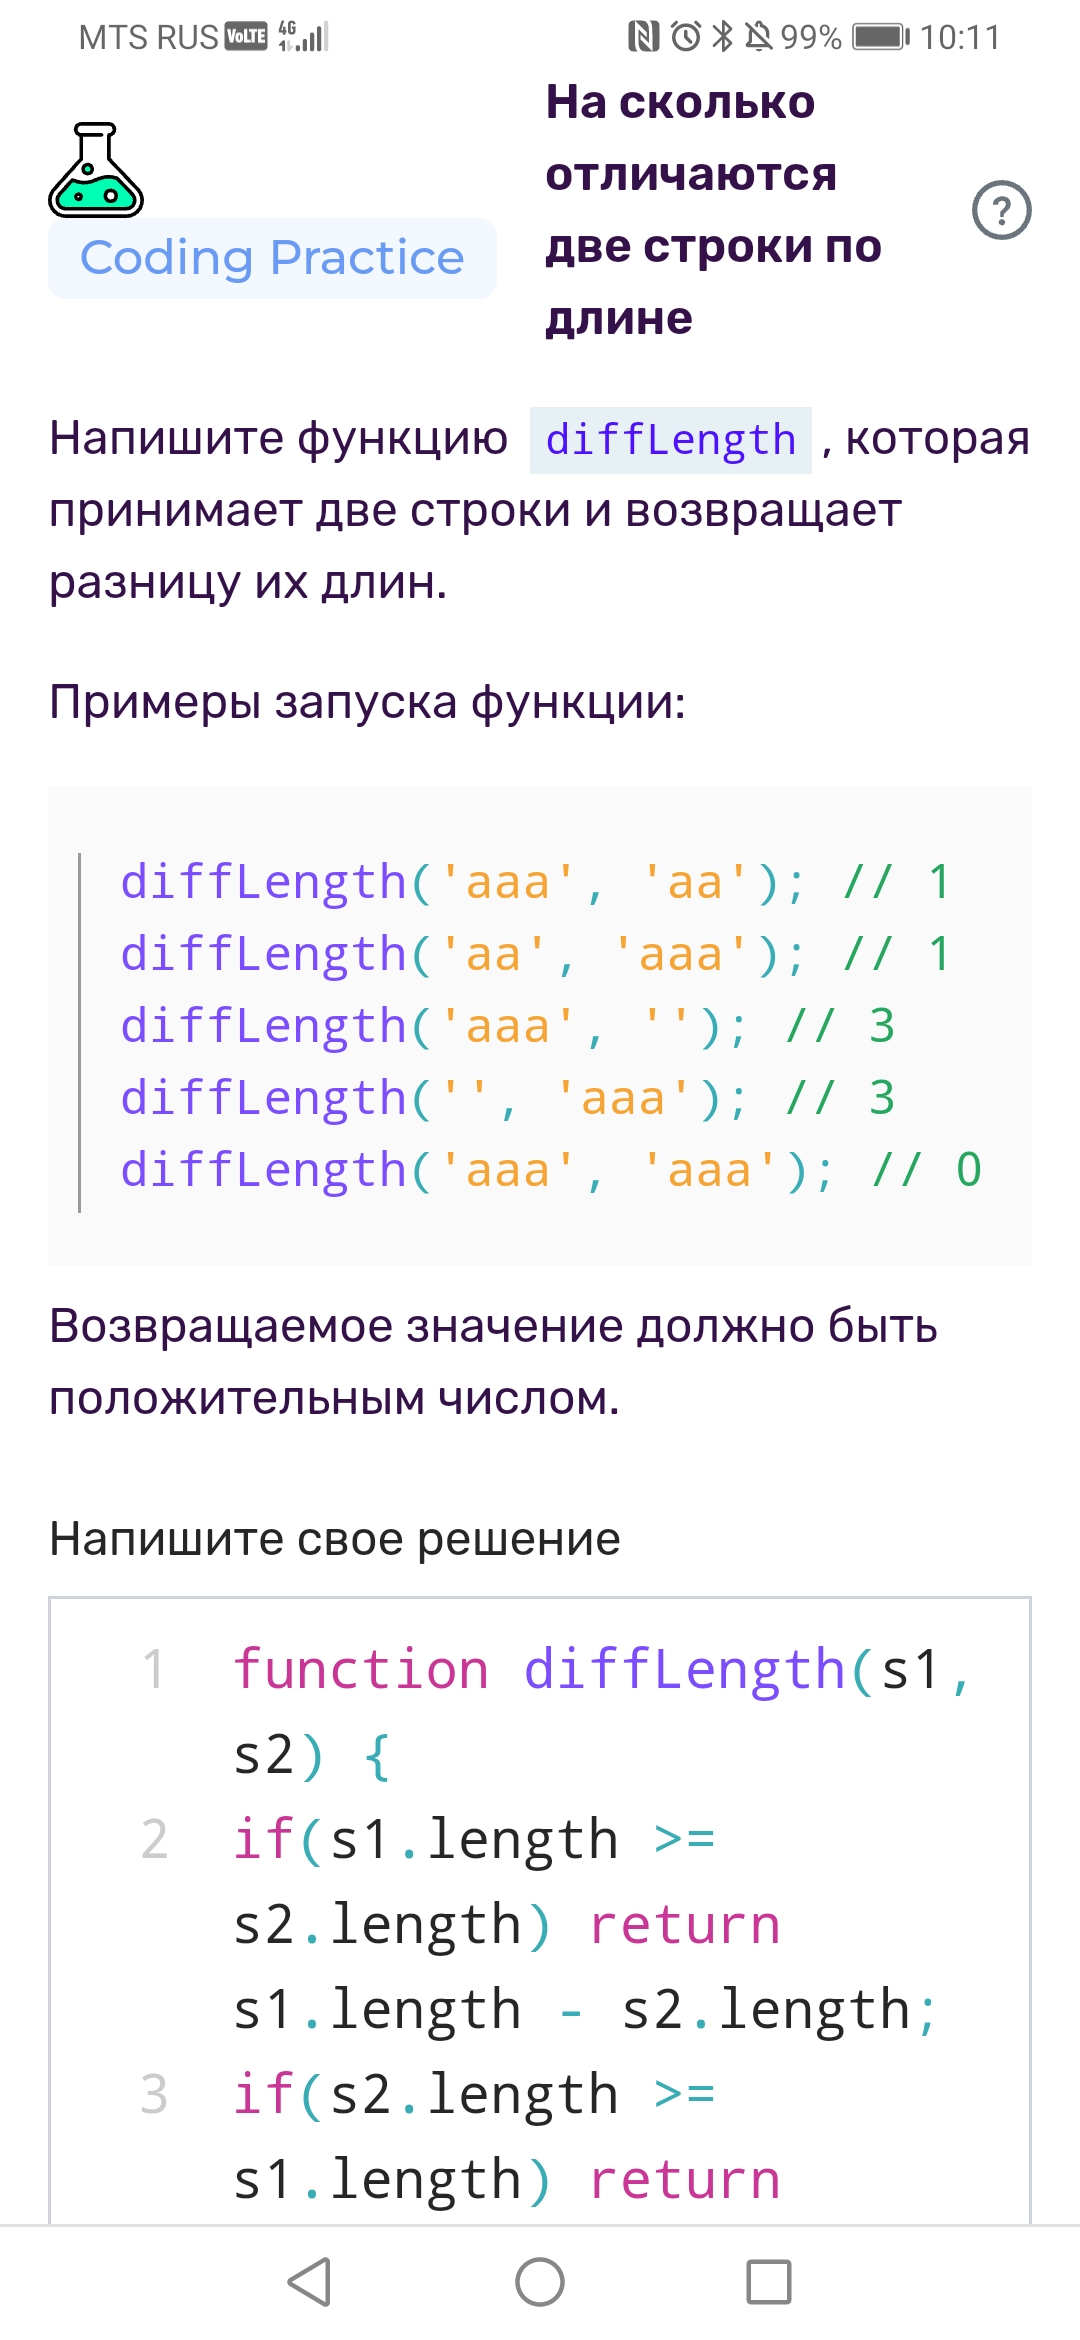 MTS RUS VoLTE 4G 99% 10:11
Coding Practice
На сколько
отличаются
две строки по
длине
?
Напишите функцию diffLength , которая
принимает две строки и возвращает
разницу их длин.
Примеры запуска функции:
diffLength('aaa', 'aa'); // 1
diffLength('aa', 'aaa'); // 1
diffLength('aaa', ''); // 3
diffLength('', 'aaa'); // 3
diffLength('aaa', 'aaa'); // 0
Возвращаемое значение должно быть
положительным числом.
Напишите свое решение
1 function diffLength(s1,
s2) {
2 if(s1.length >=
s2.length) return
s1.length - s2.length;
3 if(s2.length >=
s1.length) return